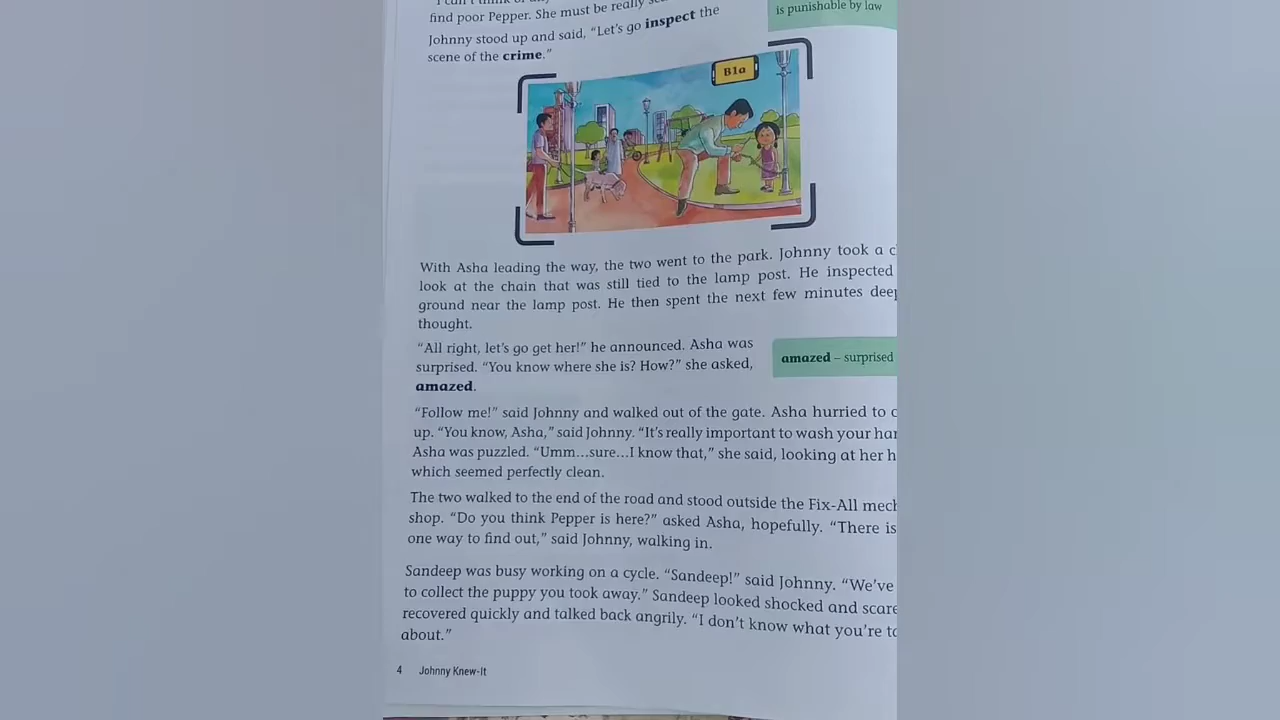 find poor Pepper. She must be really
Johnny stood up and said, "Let's go inspect the
scene of the crime."
is punishable by law
B1a
With Asha leading the way, the two went to the park. Johnny took a
look at the chain that was still tied to the lamp post. He inspected
ground near the lamp post. He then spent the next few minutes
thought.
"All right, let's go get her!" he announced. Asha was
surprised. "You know where she is? How?" she asked,
amazed.
amazed – surprised
"Follow me!" said Johnny and walked out of the gate. Asha hurried to
up. "You know, Asha," said Johnny. "It's really important to wash your
Asha was puzzled. "Umm...sure...I know that," she said, looking at her
which seemed perfectly clean.
The two walked to the end of the road and stood outside the Fix-All
shop. "Do you think Pepper is here?" asked Asha, hopefully. "There is
one way to find out," said Johnny, walking in.
Sandeep was busy working on a cycle. "Sandeep!" said Johnny. "We've
to collect the puppy you took away." Sandeep looked shocked and
recovered quickly and talked back angrily. "I don't know what you're
about."
4 Johnny Knew-It